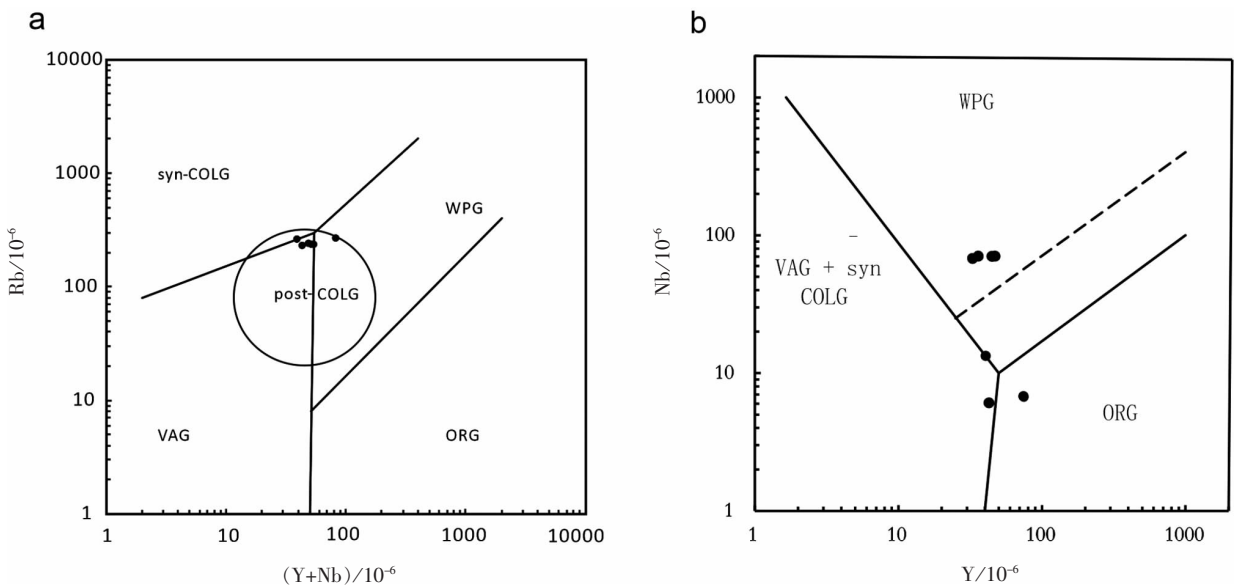 a
10000
1000
100
10
1
Rb/10⁻⁶
syn-COLG
WPG
post-COLG
VAG
ORG
1 10 100 1000 10000
(Y+Nb)/10⁻⁶
b
1000
100
10
1
Nb/10⁻⁶
WPG
-
VAG + syn
COLG
ORG
1 10 100 1000
Y/10⁻⁶